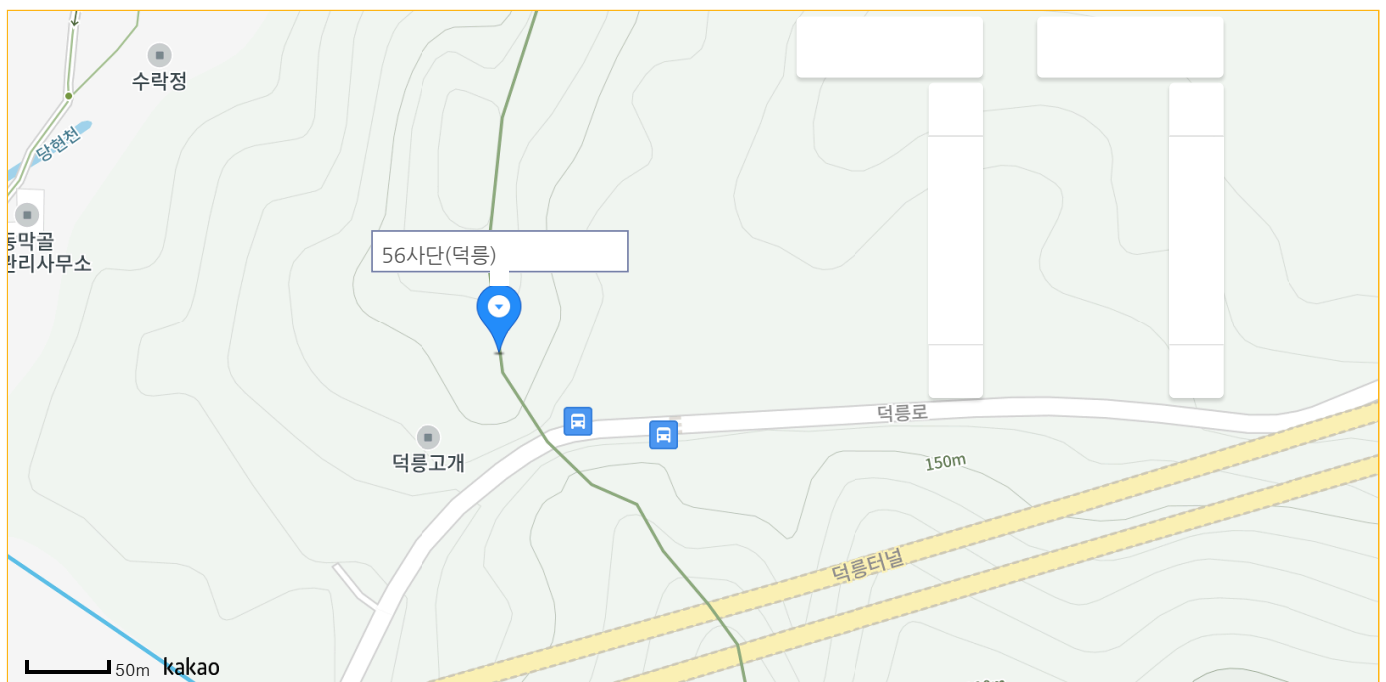 수락정
당현천
동막골
관리사무소
56사단(덕릉)
덕릉로
덕릉고개
150m
덕릉터널
50m
kakao